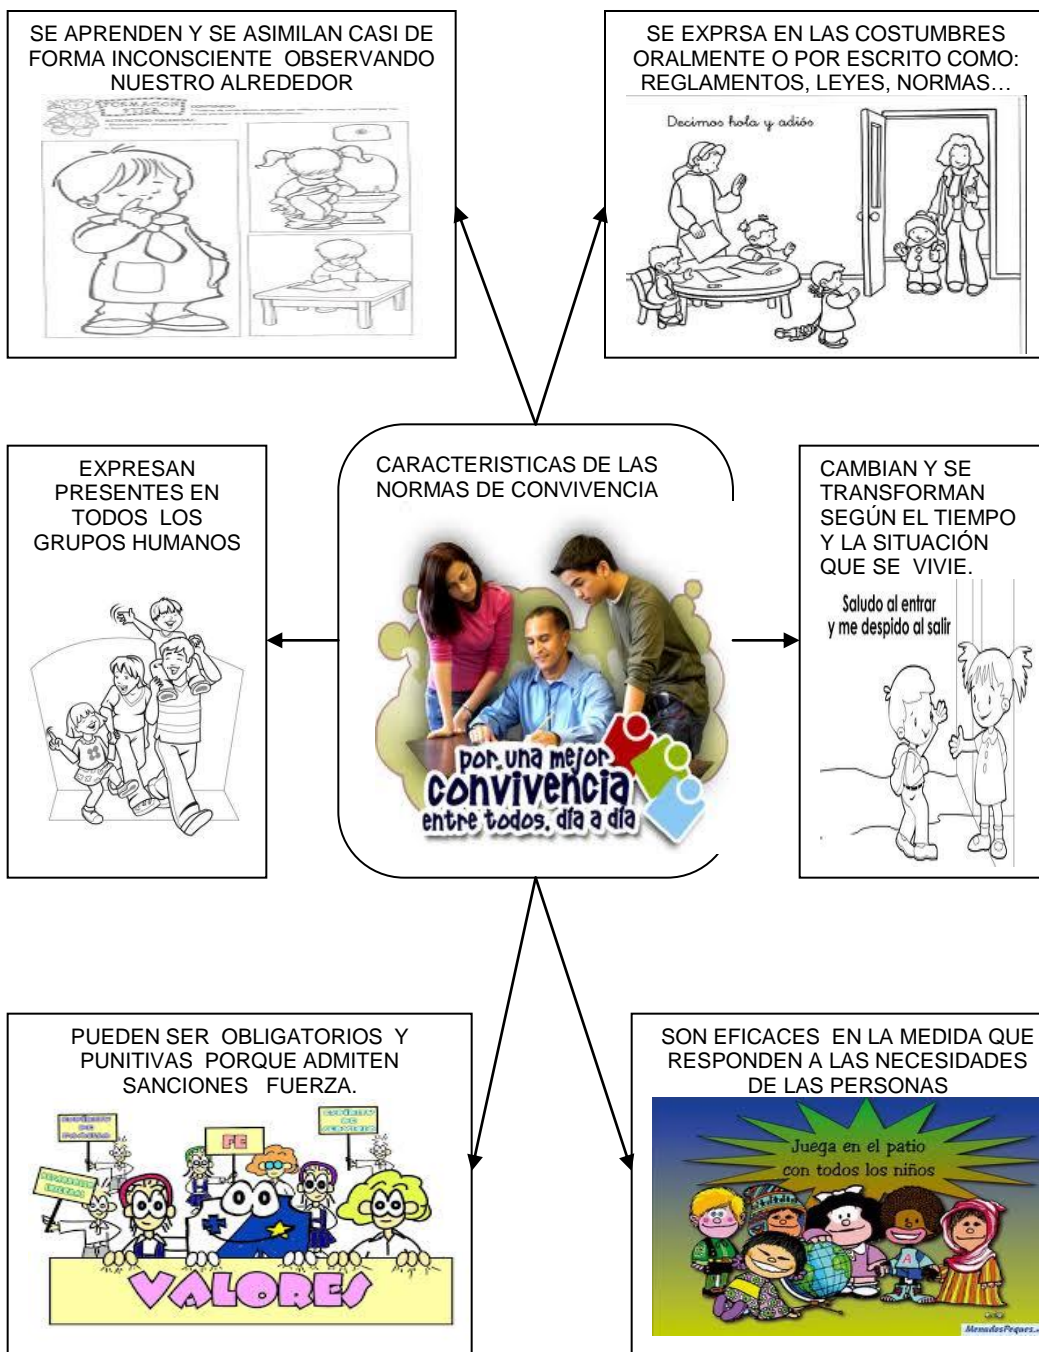 SE APRENDEN Y SE ASIMILAN CASI DE
FORMA INCONSCIENTE OBSERVANDO
NUESTRO ALREDEDOR
SE EXPRSA EN LAS COSTUMBRES
ORALMENTE O POR ESCRITO COMO:
REGLAMENTOS, LEYES, NORMAS…
Decimos hola y adiós
EXPRESAN
PRESENTES EN
TODOS LOS
GRUPOS HUMANOS
CARACTERISTICAS DE LAS
NORMAS DE CONVIVENCIA
por una mejor
convivencia
entre todos, día a día
CAMBIAN Y SE
TRANSFORMAN
SEGÚN EL TIEMPO
Y LA SITUACIÓN
QUE SE VIVIE.
Saludo al entrar
y me despido al salir
PUEDEN SER OBLIGATORIOS Y
PUNITIVAS PORQUE ADMITEN
SANCIONES FUERZA.
FE
VALORES
SON EFICACES EN LA MEDIDA QUE
RESPONDEN A LAS NECESIDADES
DE LAS PERSONAS
Juega en el patio
con todos los niños
A